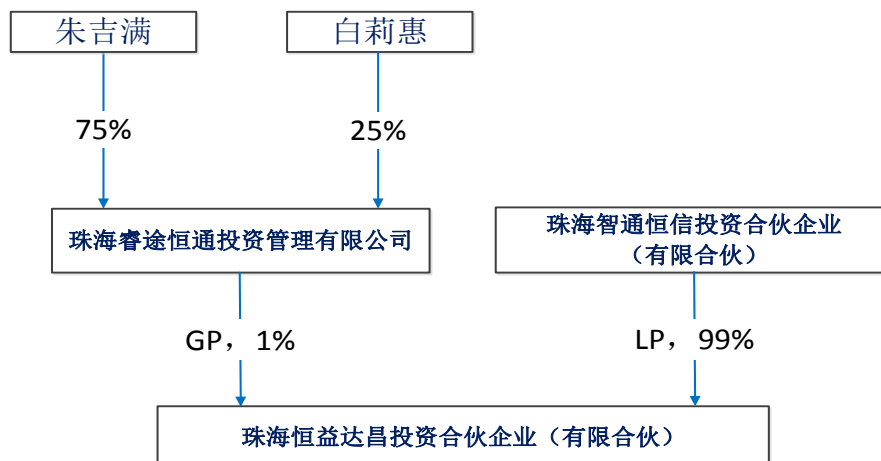 朱吉满
白莉惠
75%
25%
珠海睿途恒通投资管理有限公司
珠海智通恒信投资合伙企业
（有限合伙）
GP，1%
LP，99%
珠海恒益达昌投资合伙企业（有限合伙）